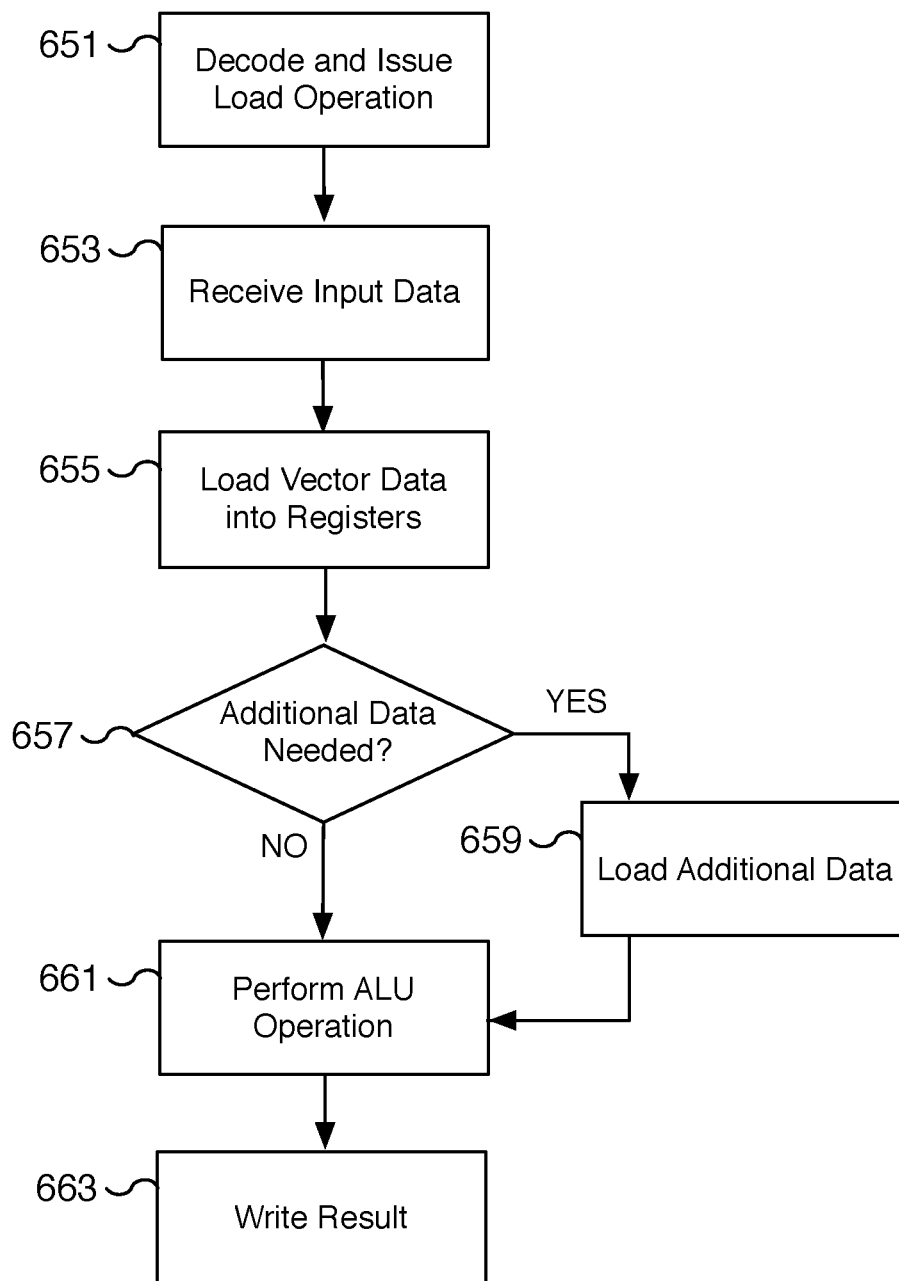 651
Decode and Issue
Load Operation
653
Receive Input Data
655
Load Vector Data
into Registers
657
Additional Data
Needed?
YES
NO
659
Load Additional Data
661
Perform ALU
Operation
663
Write Result